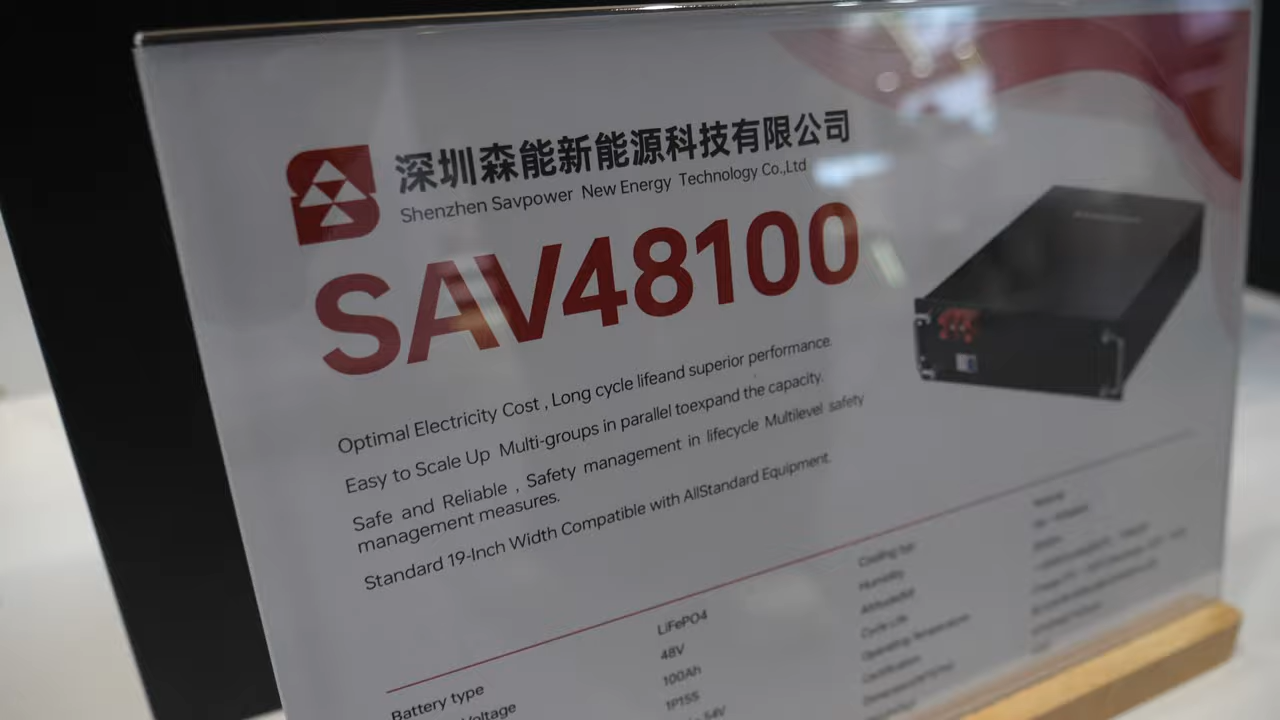 深圳森能新能源科技有限公司
Shenzhen Savpower New Energy Technology Co.,Ltd
SAV48100
Optimal Electricity Cost , Long cycle lifeand superior performance.
Easy to Scale Up Multi-groups in parallel toexpand the capacity.
Safe and Reliable , Safety management in lifecycle Multilevel safety
management measures.
Standard 19-Inch Width Compatible with AllStandard Equipment.
Battery type LiFePO4
Voltage 48V
100Ah
1P15S
54V
Cooling
Humidity
Altitude
Cycle Life
Operating Temperature
Certification